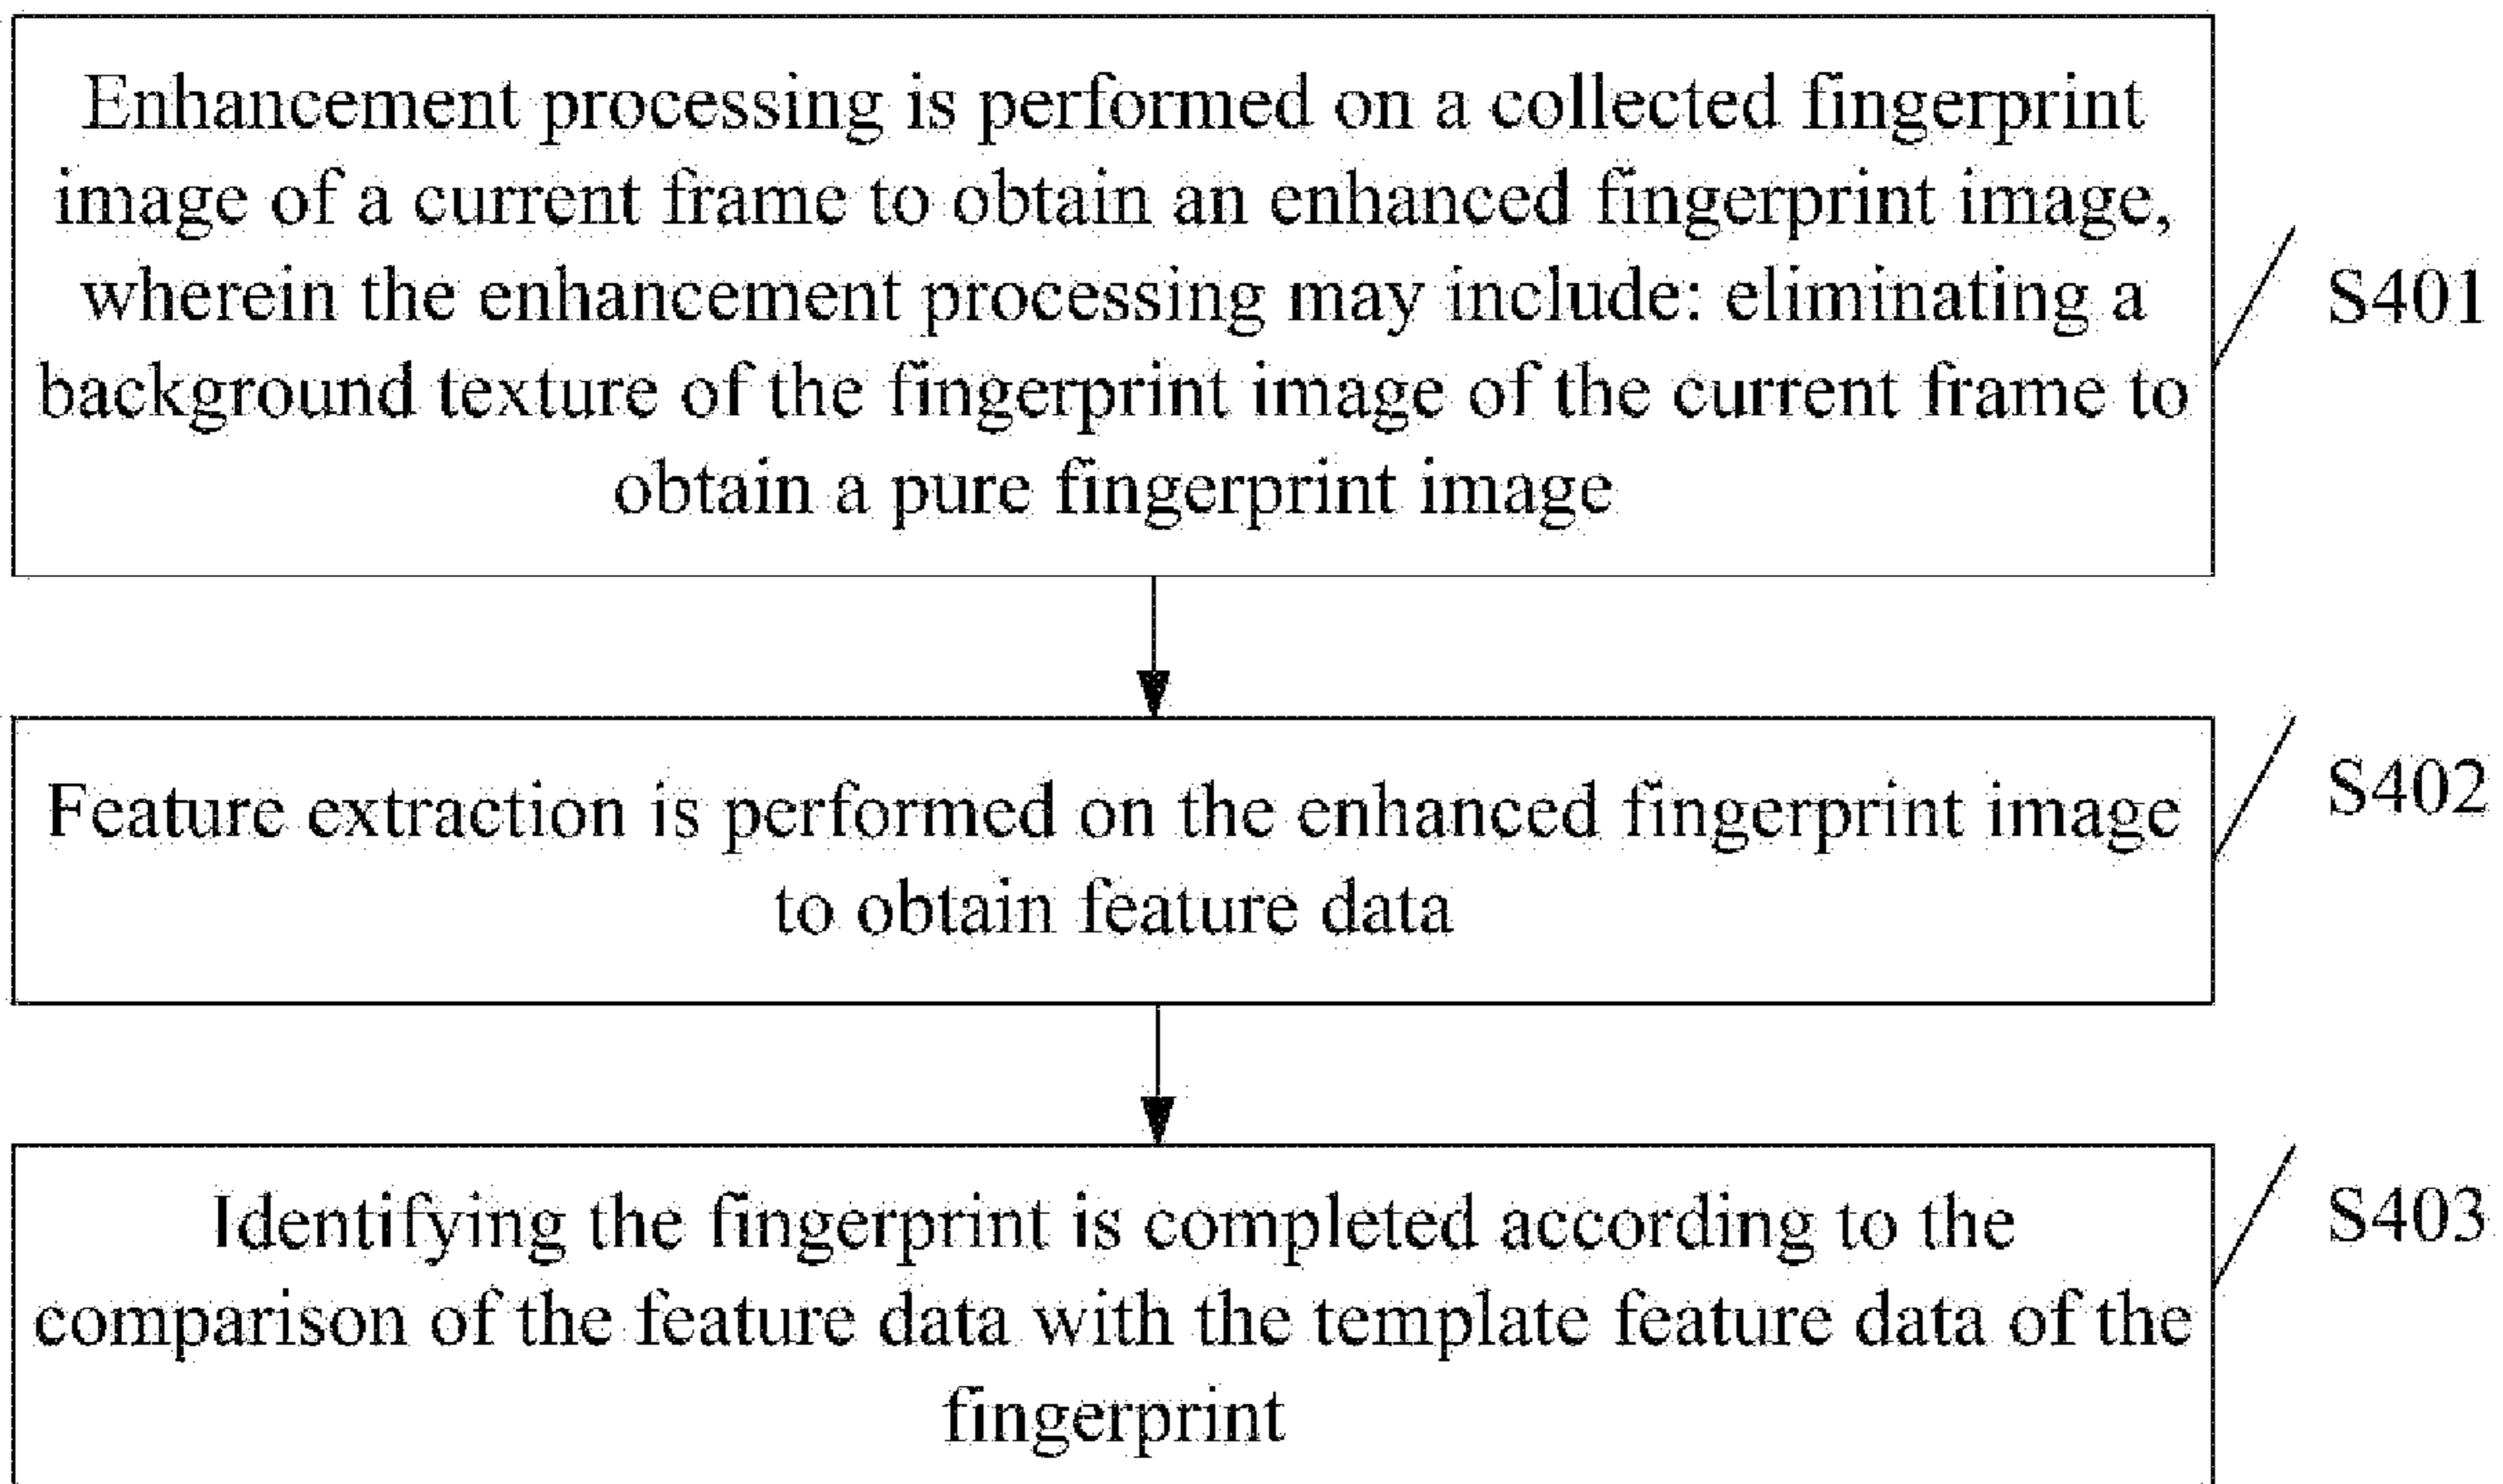 Enhancement processing is performed on a collected fingerprint
image of a current frame to obtain an enhanced fingerprint image,
wherein the enhancement processing may include: eliminating a
background texture of the fingerprint image of the current frame to
obtain a pure fingerprint image
S401
Feature extraction is performed on the enhanced fingerprint image
to obtain feature data
S402
Identifying the fingerprint is completed according to the
comparison of the feature data with the template feature data of the
fingerprint
S403